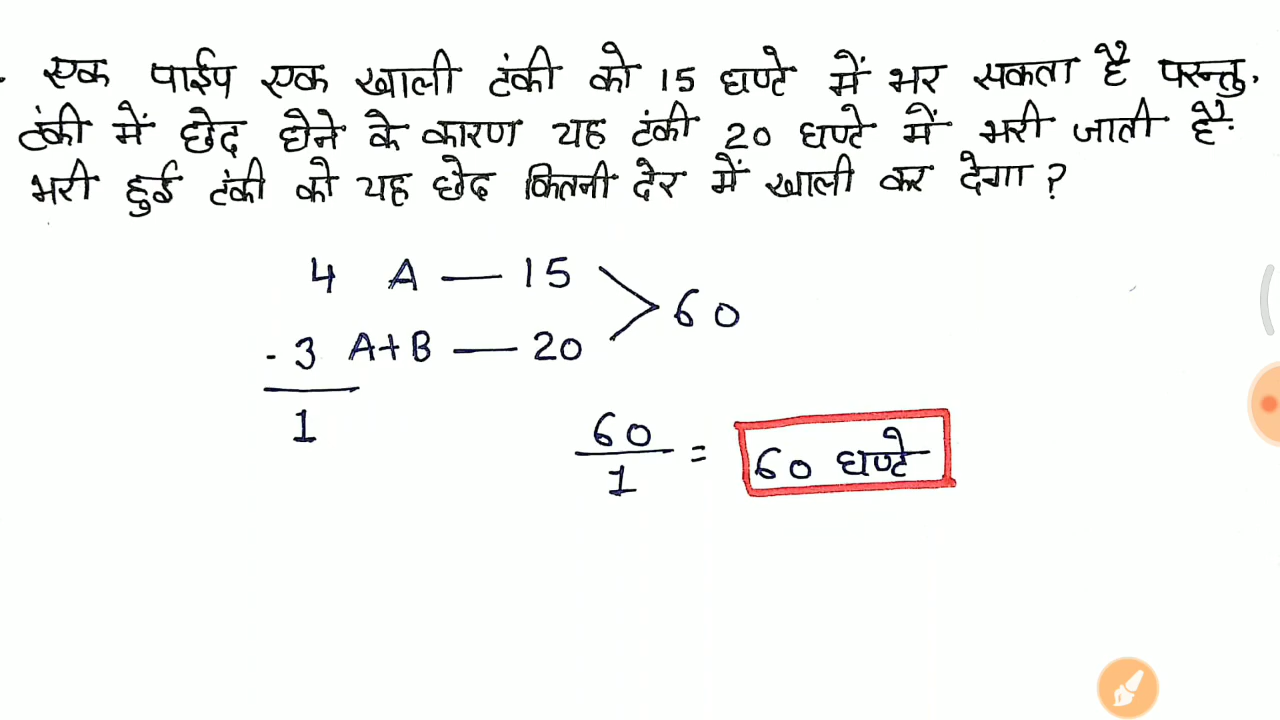 एक पाईप एक खाली टंकी को 15 घण्टे में भर सकता है परन्तु,
टंकी में छेद होने के कारण यह टंकी 20 घण्टे में भरी जाती है.
भरी हुई टंकी को यह छेद कितनी देर में खाली कर देगा?
4 A — 15
60
- 3 A+B — 20
1
60
1
= 60 घण्टे